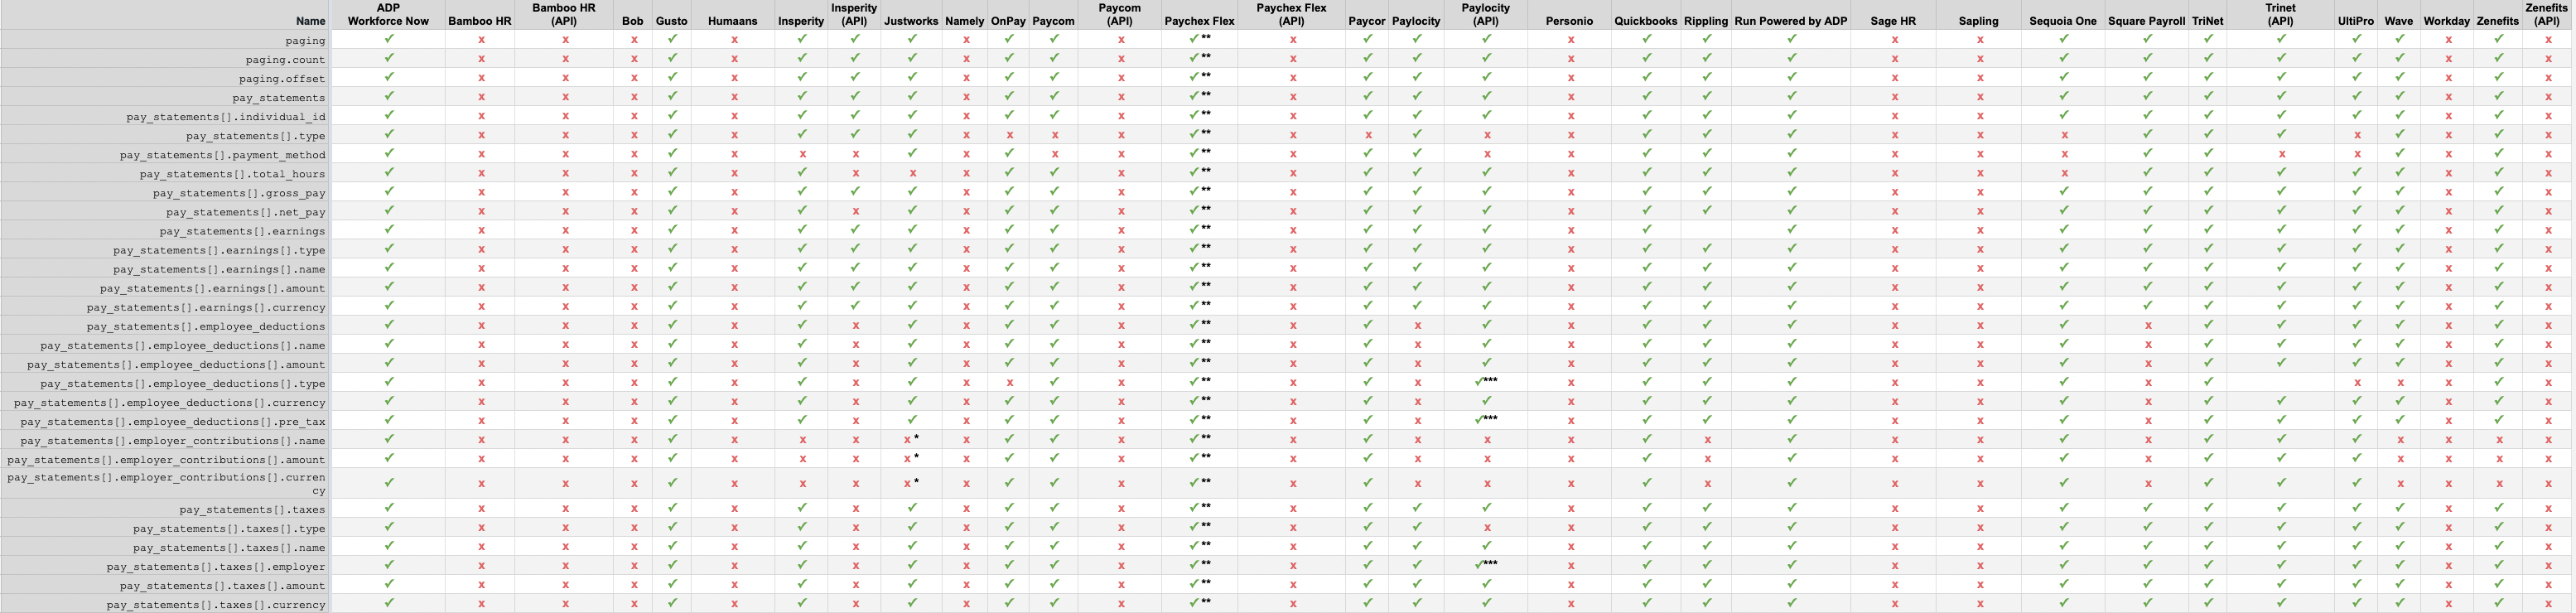 Name ADP Workforce Now Bamboo HR Bamboo HR (API) Bob Gusto Humaans Insperity Insperity (API) Justworks Namely OnPay Paycom Paycom (API) Paychex Flex Paychex Flex (API) Paycor Paylocity Paylocity (API) Personio Quickbooks Rippling Run Powered by ADP Sage HR Sapling Sequoia One Square Payroll TriNet Trinet (API) UltiPro Wave Workday Zenefits Zenefits (API)
paging ✓ x x x ✓ x ✓ ✓ ✓ x ✓ ✓ x ✓** x ✓ ✓ ✓ x ✓ ✓ ✓ x x ✓ ✓ ✓ ✓ ✓ ✓ x ✓ x
paging.count ✓ x x x ✓ x ✓ ✓ ✓ x ✓ ✓ x ✓** x ✓ ✓ ✓ x ✓ ✓ ✓ x x ✓ ✓ ✓ ✓ ✓ ✓ x ✓ x
paging.offset ✓ x x x ✓ x ✓ ✓ ✓ x ✓ ✓ x ✓** x ✓ ✓ ✓ x ✓ ✓ ✓ x x ✓ ✓ ✓ ✓ ✓ ✓ x ✓ x
pay_statements ✓ x x x ✓ x ✓ ✓ ✓ x ✓ ✓ x ✓** x ✓ ✓ ✓ x ✓ ✓ ✓ x x ✓ ✓ ✓ ✓ ✓ ✓ x ✓ x
pay_statements[].individual_id ✓ x x x ✓ x ✓ ✓ ✓ x ✓ ✓ x ✓** x ✓ ✓ ✓ x ✓ ✓ ✓ x x ✓ ✓ ✓ ✓ ✓ ✓ x ✓ x
pay_statements[].type ✓ x x x ✓ x ✓ ✓ ✓ x x x x ✓** x x ✓ x x ✓ ✓ ✓ x x x ✓ ✓ ✓ x ✓ x ✓ x
pay_statements[].payment_method ✓ x x x ✓ x x x ✓ x ✓ x x ✓** x ✓ ✓ x x ✓ ✓ ✓ x x x ✓ ✓ x x ✓ x ✓ x
pay_statements[].total_hours ✓ x x x ✓ x ✓ x x x ✓ ✓ x ✓** x ✓ ✓ ✓ x ✓ ✓ ✓ x x x ✓ ✓ ✓ ✓ ✓ x ✓ x
pay_statements[].gross_pay ✓ x x x ✓ x ✓ ✓ ✓ x ✓ ✓ x ✓** x ✓ ✓ ✓ x ✓ ✓ ✓ x x ✓ ✓ ✓ ✓ ✓ ✓ x ✓ x
pay_statements[].net_pay ✓ x x x ✓ x ✓ x ✓ x ✓ ✓ x ✓** x ✓ ✓ ✓ x ✓ ✓ ✓ x x ✓ ✓ ✓ ✓ ✓ ✓ x ✓ x
pay_statements[].earnings ✓ x x x ✓ x ✓ ✓ ✓ x ✓ ✓ x ✓** x ✓ ✓ ✓ x ✓ ✓ x x ✓ ✓ ✓ ✓ ✓ ✓ x ✓ x
pay_statements[].earnings[].type ✓ x x x ✓ x ✓ ✓ ✓ x ✓ ✓ x ✓** x ✓ ✓ ✓ x ✓ ✓ ✓ x x ✓ ✓ ✓ ✓ ✓ ✓ x ✓ x
pay_statements[].earnings[].name ✓ x x x ✓ x ✓ ✓ ✓ x ✓ ✓ x ✓** x ✓ ✓ ✓ x ✓ ✓ ✓ x x ✓ ✓ ✓ ✓ ✓ ✓ x ✓ x
pay_statements[].earnings[].amount ✓ x x x ✓ x ✓ ✓ ✓ x ✓ ✓ x ✓** x ✓ ✓ ✓ x ✓ ✓ ✓ x x ✓ ✓ ✓ ✓ ✓ ✓ x ✓ x
pay_statements[].earnings[].currency ✓ x x x ✓ x ✓ ✓ ✓ x ✓ ✓ x ✓** x ✓ ✓ ✓ x ✓ ✓ ✓ x x ✓ ✓ ✓ ✓ ✓ ✓ x ✓ x
pay_statements[].employee_deductions ✓ x x x ✓ x ✓ x ✓ x ✓ ✓ x ✓** x ✓ x ✓ x ✓ ✓ ✓ x x ✓ x ✓ ✓ ✓ ✓ x ✓ x
pay_statements[].employee_deductions[].name ✓ x x x ✓ x ✓ x ✓ x ✓ ✓ x ✓** x ✓ x ✓ x ✓ ✓ ✓ x x ✓ x ✓ ✓ ✓ ✓ x ✓ x
pay_statements[].employee_deductions[].amount ✓ x x x ✓ x ✓ x ✓ x ✓ ✓ x ✓** x ✓ x ✓ x ✓ ✓ ✓ x x ✓ x ✓ ✓ ✓ ✓ x ✓ x
pay_statements[].employee_deductions[].type ✓ x x x ✓ x ✓ x ✓ x x ✓ x ✓** x ✓ x ✓*** x ✓ ✓ ✓ x x ✓ x ✓ x x x ✓ x
pay_statements[].employee_deductions[].currency ✓ x x x ✓ x ✓ x ✓ x ✓ ✓ x ✓** x ✓ x ✓ x ✓ ✓ ✓ x x ✓ x ✓ ✓ ✓ ✓ x ✓ x
pay_statements[].employee_deductions[].pre_tax ✓ x x x ✓ x ✓ x ✓ x ✓ ✓ x ✓** x ✓ x ✓*** x ✓ ✓ ✓ x x ✓ x ✓ ✓ ✓ ✓ x ✓ x
pay_statements[].employer_contributions[].name ✓ x x x ✓ x x x x* x ✓ ✓ x ✓** x ✓ x x x ✓ x ✓ x x ✓ x ✓ ✓ ✓ x x x x
pay_statements[].employer_contributions[].amount ✓ x x x ✓ x x x x* x ✓ ✓ x ✓** x ✓ x x x ✓ x ✓ x x ✓ x ✓ ✓ ✓ x x x x
pay_statements[].employer_contributions[].curren
cy ✓ x x x ✓ x x x x* x ✓ ✓ x ✓** x ✓ x x x ✓ x ✓ x x ✓ x ✓ ✓ ✓ x x x x
pay_statements[].taxes ✓ x x x ✓ x ✓ x ✓ x ✓ ✓ x ✓** x ✓ ✓ ✓ x ✓ ✓ ✓ x x ✓ ✓ ✓ ✓ ✓ ✓ x ✓ x
pay_statements[].taxes[].type ✓ x x x ✓ x ✓ x ✓ x ✓ ✓ x ✓** x ✓ ✓ x x ✓ ✓ ✓ x x ✓ ✓ ✓ ✓ ✓ ✓ x ✓ x
pay_statements[].taxes[].name ✓ x x x ✓ x ✓ x ✓ x ✓ ✓ x ✓** x ✓ ✓ ✓ x ✓ ✓ ✓ x x ✓ ✓ ✓ ✓ ✓ ✓ x ✓ x
pay_statements[].taxes[].employer ✓ x x x ✓ x ✓ x ✓ x ✓ ✓ x ✓** x ✓ ✓ ✓*** x ✓ ✓ ✓ x x ✓ ✓ ✓ ✓ ✓ ✓ x ✓ x
pay_statements[].taxes[].amount ✓ x x x ✓ x ✓ x ✓ x ✓ ✓ x ✓** x ✓ ✓ ✓ x ✓ ✓ ✓ x x ✓ ✓ ✓ ✓ ✓ ✓ x ✓ x
pay_statements[].taxes[].currency ✓ x x x ✓ x ✓ x ✓ x ✓ ✓ x ✓** x ✓ ✓ ✓ x ✓ ✓ ✓ x x ✓ ✓ ✓ ✓ ✓ ✓ x ✓ x